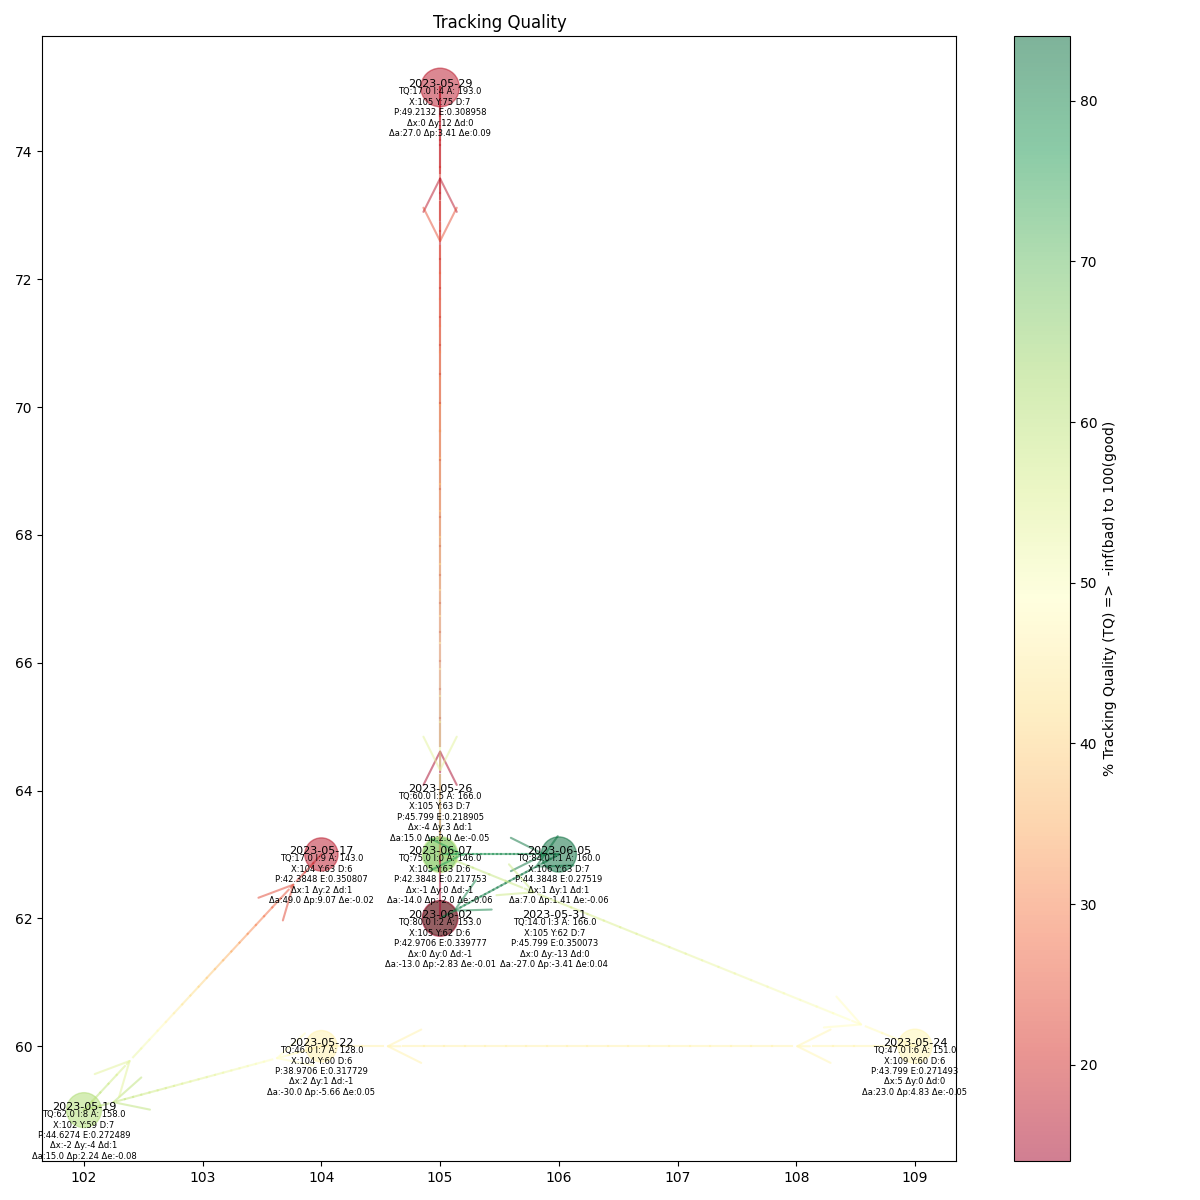 Tracking Quality
2023-05-29
TQ:17.0 I:4 A: 193.0
X:105 Y:75 D:7
P:49.2132 E:0.308958
Δx:0 Δy:12 Δd:0
Δa:27.0 Δp:3.41 Δe:0.09
2023-05-26
TQ:60.0 I:5 A: 166.0
X:105 Y:63 D:7
P:45.799 E:0.218905
Δx:-4 Δy:3 Δd:1
Δa:15.0 Δp:2.0 Δe:-0.05
2023-05-17
TQ:17.0 I:9 A: 143.0
X:104 Y:63 D:6
P:42.3848 E:0.350807
Δx:1 Δy:2 Δd:1
Δa:49.0 Δp:9.07 Δe:-0.02
2023-06-07
TQ:75.0 I:0 A: 146.0
X:105 Y:63 D:6
P:42.3848 E:0.217753
Δx:-1 Δy:0 Δd:-1
Δa:-14.0 Δp:-2.0 Δe:-0.06
2023-06-05
TQ:84.0 I:1 A: 160.0
X:106 Y:63 D:7
P:44.3848 E:0.27519
Δx:1 Δy:1 Δd:1
Δa:7.0 Δp:1.41 Δe:-0.06
2023-06-02
TQ:80.0 I:2 A: 153.0
X:105 Y:62 D:6
P:42.9706 E:0.339777
Δx:0 Δy:0 Δd:-1
Δa:-13.0 Δp:-2.83 Δe:-0.01
2023-05-31
TQ:14.0 I:3 A: 166.0
X:105 Y:62 D:7
P:45.799 E:0.350073
Δx:0 Δy:-13 Δd:0
Δa:-27.0 Δp:-3.41 Δe:0.04
2023-05-22
TQ:46.0 I:7 A: 128.0
X:104 Y:60 D:6
P:38.9706 E:0.317729
Δx:2 Δy:1 Δd:-1
Δa:-30.0 Δp:-5.66 Δe:0.05
2023-05-24
TQ:47.0 I:6 A: 151.0
X:109 Y:60 D:6
P:43.799 E:0.271493
Δx:5 Δy:0 Δd:0
Δa:23.0 Δp:4.83 Δe:-0.05
2023-05-19
TQ:62.0 I:8 A: 158.0
X:102 Y:59 D:7
P:44.6274 E:0.272489
Δx:-2 Δy:-4 Δd:1
Δa:15.0 Δp:2.24 Δe:-0.08
74
72
70
68
66
64
62
60
102 103 104 105 106 107 108 109
80
70
60
50
40
30
20
% Tracking Quality (TQ) => -inf(bad) to 100(good)